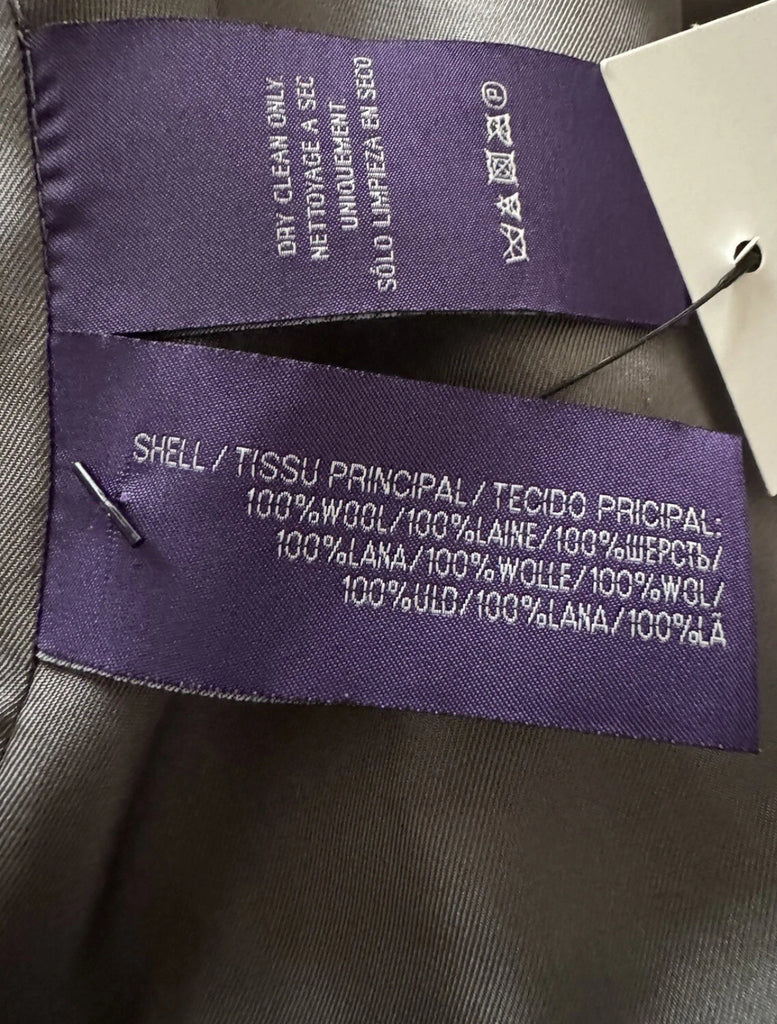 DRY CLEAN ONLY
NETTOYAGE A SEC
UNIQUEMENT
SÓLO LIMPIEZA EN SECO
P
SHELL / TISSU PRINCIPAL / TECIDO PRICIPAL:
100%WOOL/100%LAINE/100%ШЕРСТЬ/
100%LANA/100%WOLLE/100%WOL/
100%ULD/100%LANA/100%LÃ